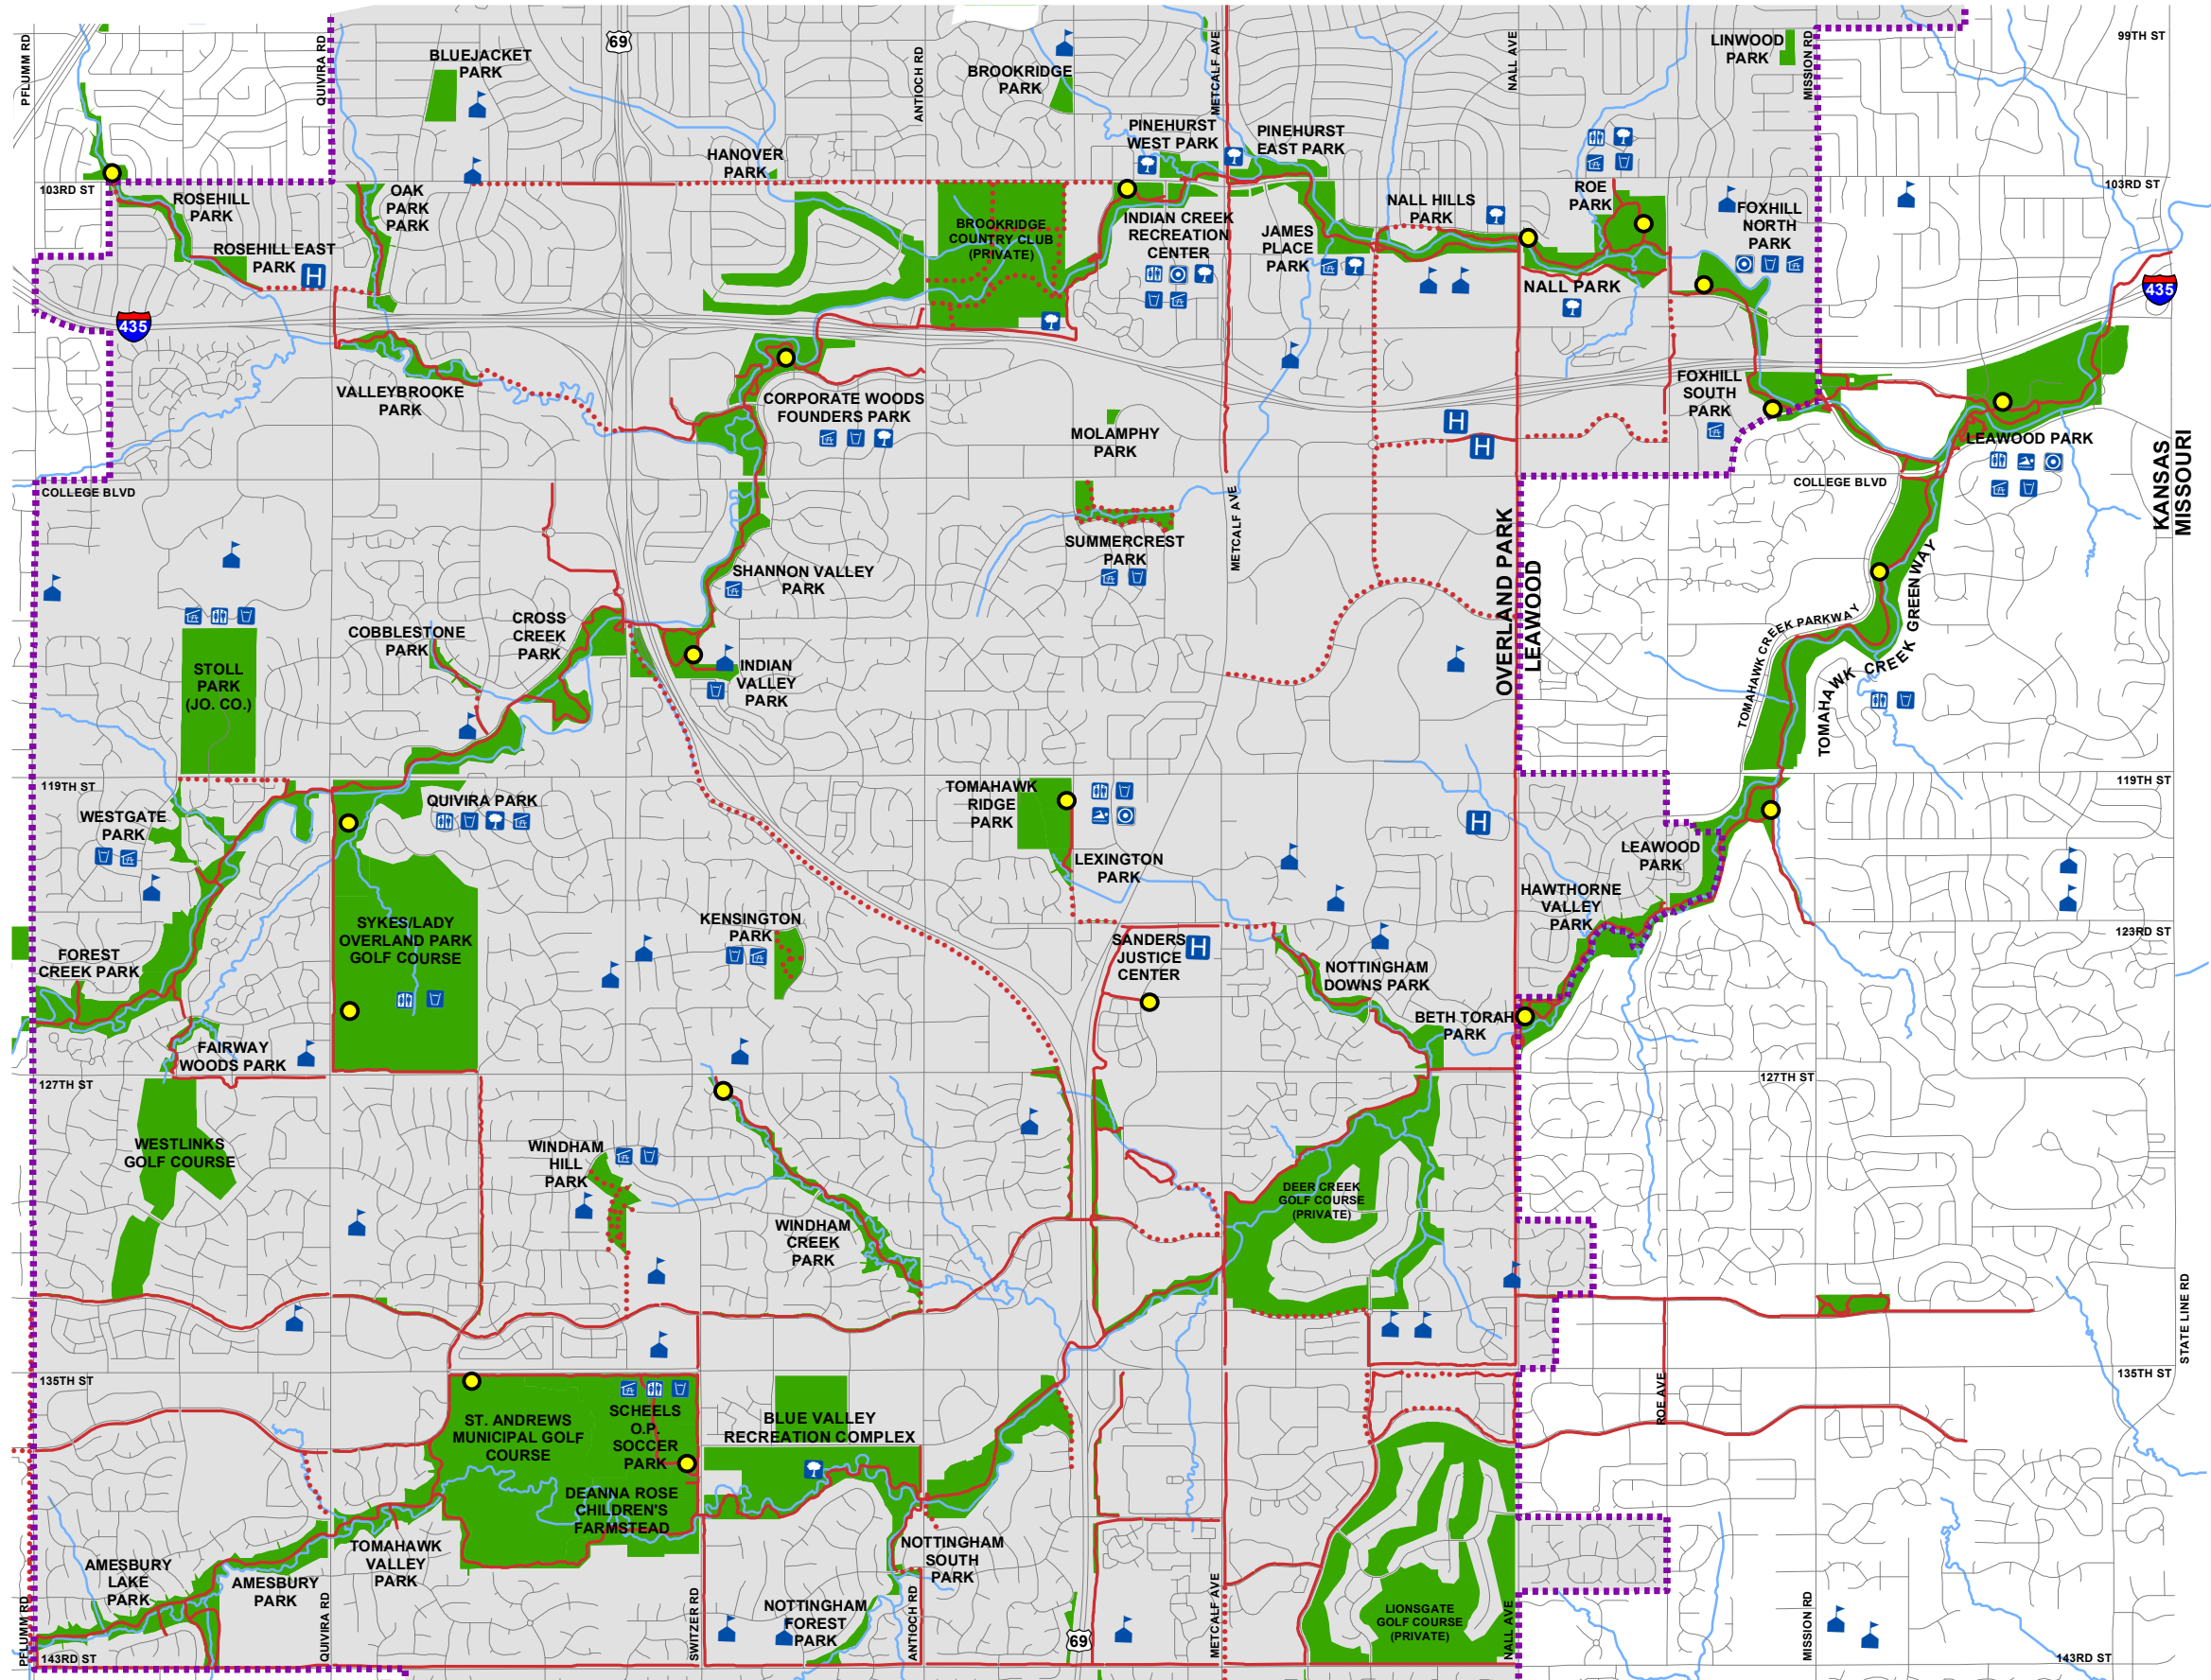 PFLUMM RD
QUIVIRA RD
BLUEJACKET
PARK
69
ANTIOCH RD
BROOKRIDGE
PARK
METCALF AVE
NALL AVE
LINWOOD
PARK
MISSION RD
99TH ST
103RD ST
ROSEHILL
PARK
ROSEHILL EAST
PARK
H
OAK
PARK
PARK
HANOVER
PARK
BROOKRIDGE
COUNTRY CLUB
(PRIVATE)
PINEHURST
WEST PARK
PINEHURST
EAST PARK
INDIAN CREEK
RECREATION
CENTER
JAMES
PLACE
PARK
NALL HILLS
PARK
ROE
PARK
NALL PARK
FOXHILL
NORTH
PARK
103RD ST
435
435
VALLEYBROOKE
PARK
CORPORATE WOODS
FOUNDERS PARK
MOLAMPHY
PARK
H
H
FOXHILL
SOUTH
PARK
LEAWOOD PARK
KANSAS
MISSOURI
COLLEGE BLVD
COLLEGE BLVD
METCALF AVE
SUMMERCREST
PARK
SHANNON VALLEY
PARK
OVERLAND PARK
LEAWOOD
TOMAHAWK CREEK PARKWAY
TOMAHAWK CREEK GREENWAY
STOLL
PARK
(JO. CO.)
COBBLESTONE
PARK
CROSS
CREEK
PARK
INDIAN
VALLEY
PARK
119TH ST
WESTGATE
PARK
QUIVIRA PARK
TOMAHAWK
RIDGE
PARK
LEXINGTON
PARK
H
LEAWOOD
PARK
119TH ST
HAWTHORNE
VALLEY
PARK
SYKES/LADY
OVERLAND PARK
GOLF COURSE
KENSINGTON
PARK
SANDERS
JUSTICE
CENTER
H
NOTTINGHAM
DOWNS PARK
123RD ST
FOREST
CREEK PARK
FAIRWAY
WOODS PARK
BETH TORAH
PARK
127TH ST
127TH ST
WESTLINKS
GOLF COURSE
WINDHAM
HILL
PARK
WINDHAM
CREEK
PARK
DEER CREEK
GOLF COURSE
(PRIVATE)
STATE LINE RD
135TH ST
135TH ST
ST. ANDREWS
MUNICIPAL GOLF
COURSE
SCHEELS
O.P.
SOCCER
PARK
BLUE VALLEY
RECREATION COMPLEX
ROE AVE
DEANNA ROSE
CHILDREN'S
FARMSTEAD
AMESBURY
LAKE
PARK
AMESBURY
PARK
TOMAHAWK
VALLEY
PARK
NOTTINGHAM
SOUTH
PARK
NOTTINGHAM
FOREST
PARK
LIONSGATE
GOLF COURSE
(PRIVATE)
PFLUMM RD
QUIVIRA RD
SWITZER RD
ANTIOCH RD
69
METCALF AVE
NALL AVE
MISSION RD
143RD ST
143RD ST